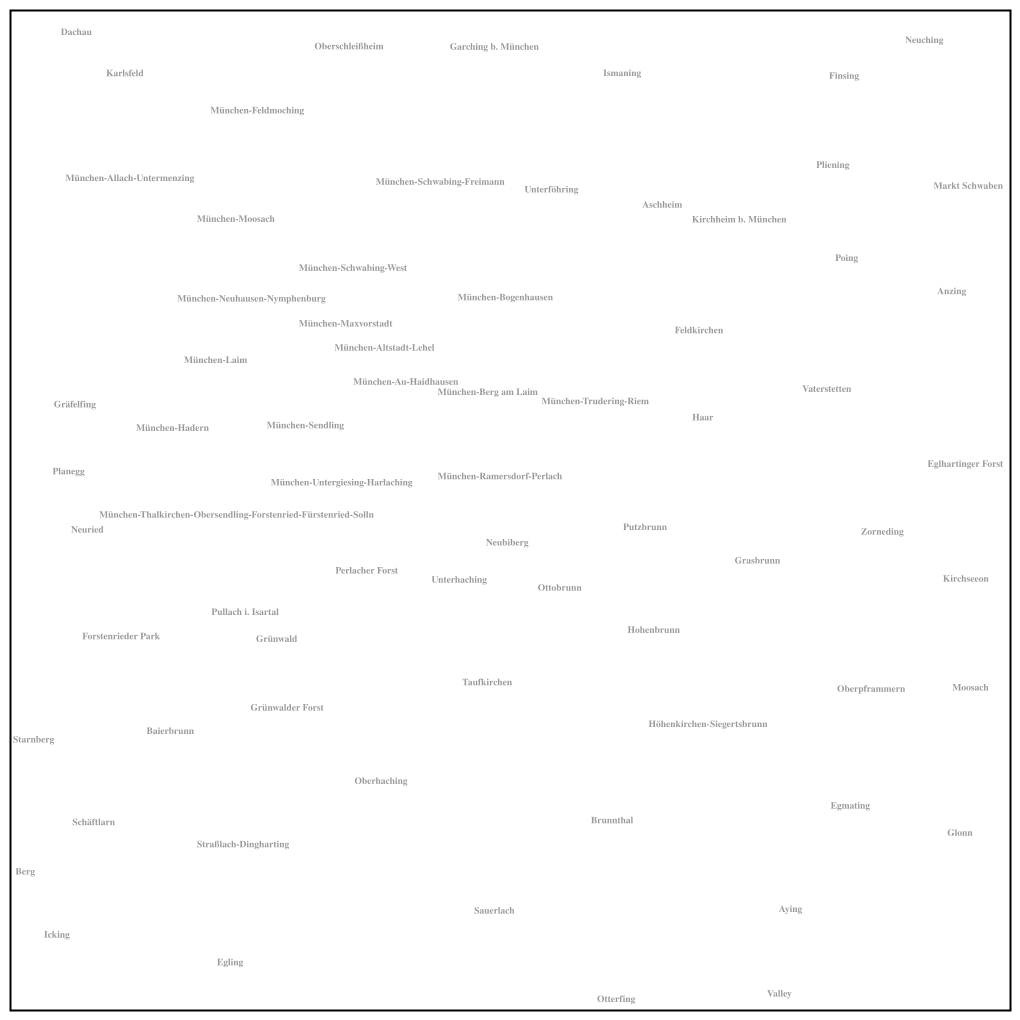 Dachau
Neuching
Oberschleißheim
Garching b. München
Karlsfeld
Ismaning
Finsing
München-Feldmoching
Pliening
München-Allach-Untermenzing
München-Schwabing-Freimann
Markt Schwaben
Unterföhring
Aschheim
München-Moosach
Kirchheim b. München
Poing
München-Schwabing-West
Anzing
München-Neuhausen-Nymphenburg
München-Bogenhausen
München-Maxvorstadt
Feldkirchen
München-Altstadt-Lehel
München-Laim
München-Au-Haidhausen
Vaterstetten
München-Berg am Laim
München-Trudering-Riem
Gräfelfing
Haar
München-Sendling
München-Hadern
Eglhartinger Forst
Planegg
München-Ramersdorf-Perlach
München-Untergiesing-Harlaching
München-Thalkirchen-Obersendling-Forstenried-Fürstenried-Solln
Putzbrunn
Neuried
Zorneding
Neubiberg
Grasbrunn
Perlacher Forst
Unterhaching
Kirchseeon
Ottobrunn
Pullach i. Isartal
Hohenbrunn
Forstenrieder Park
Grünwald
Taufkirchen
Oberpframmern
Moosach
Grünwalder Forst
Höhenkirchen-Siegertsbrunn
Baierbrunn
Starnberg
Oberhaching
Egmating
Brunnthal
Schäftlarn
Glonn
Straßlach-Dingharting
Berg
Aying
Sauerlach
Icking
Egling
Valley
Otterfing